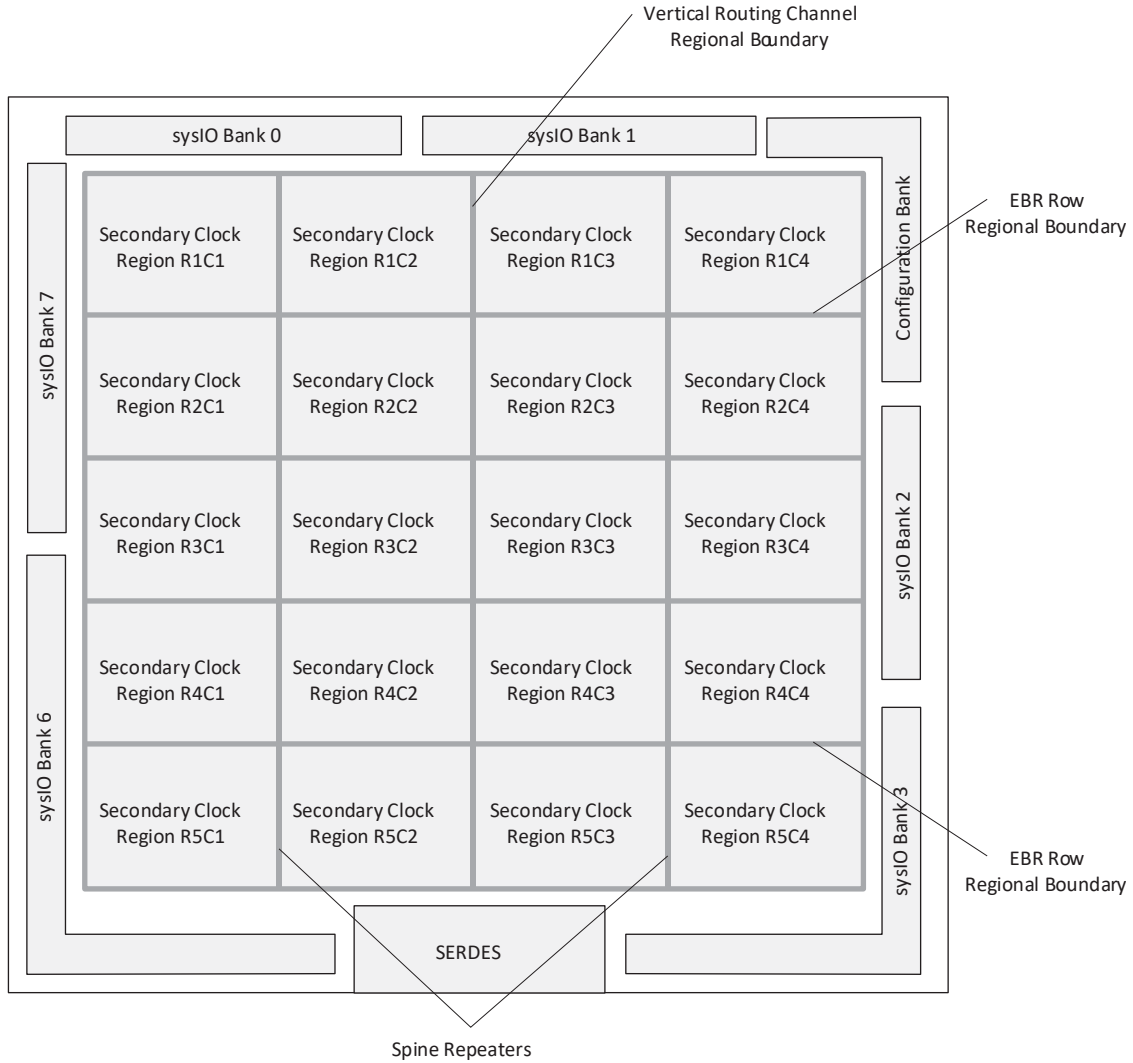 Vertical Routing Channel
Regional Boundary
sysIO Bank 0
sysIO Bank 1
Configuration Bank
sysIO Bank 7
EBR Row
Regional Boundary
Secondary Clock
Region R1C1
Secondary Clock
Region R1C2
Secondary Clock
Region R1C3
Secondary Clock
Region R1C4
Secondary Clock
Region R2C1
Secondary Clock
Region R2C2
Secondary Clock
Region R2C3
Secondary Clock
Region R2C4
sysIO Bank 2
Secondary Clock
Region R3C1
Secondary Clock
Region R3C2
Secondary Clock
Region R3C3
Secondary Clock
Region R3C4
sysIO Bank 6
Secondary Clock
Region R4C1
Secondary Clock
Region R4C2
Secondary Clock
Region R4C3
Secondary Clock
Region R4C4
sysIO Bank 3
Secondary Clock
Region R5C1
Secondary Clock
Region R5C2
Secondary Clock
Region R5C3
Secondary Clock
Region R5C4
EBR Row
Regional Boundary
SERDES
Spine Repeaters